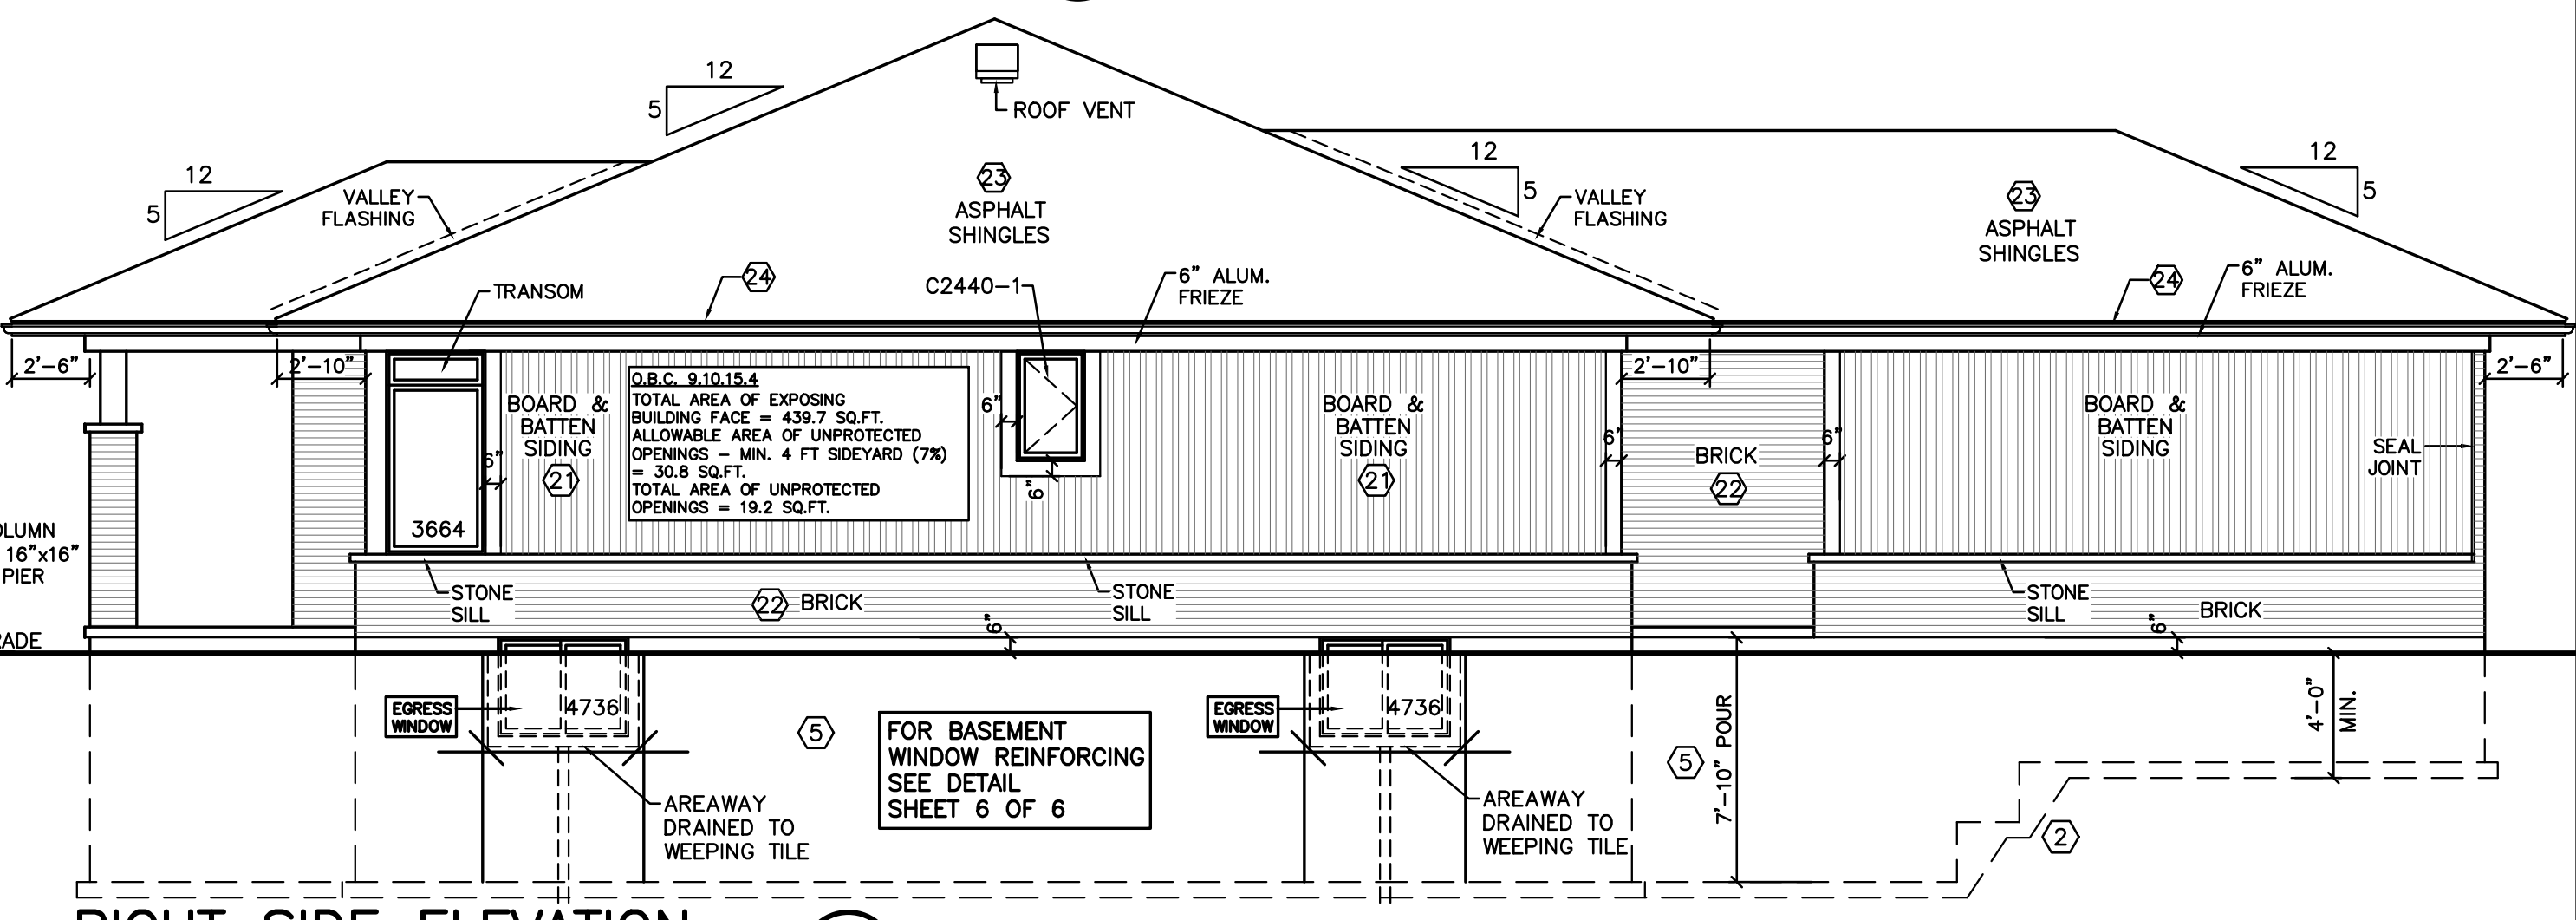 12
5
ROOF VENT
12
5
12
5
12
5
VALLEY
FLASHING
23
ASPHALT
SHINGLES
VALLEY
FLASHING
23
ASPHALT
SHINGLES
TRANSOM
24
C2440-1
6" ALUM.
FRIEZE
24
6" ALUM.
FRIEZE
2'-6"
2'-10"
2'-10"
2'-6"
O.B.C. 9.10.15.4
TOTAL AREA OF EXPOSING
BUILDING FACE = 439.7 SQ.FT.
ALLOWABLE AREA OF UNPROTECTED
OPENINGS - MIN. 4 FT SIDEYARD (7%)
= 30.8 SQ.FT.
TOTAL AREA OF UNPROTECTED
OPENINGS = 19.2 SQ.FT.
BOARD &
BATTEN
SIDING
21
6"
6"
6"
BOARD &
BATTEN
SIDING
21
6"
BRICK
22
6"
BOARD &
BATTEN
SIDING
SEAL
JOINT
3664
OLUMN
16"x16"
PIER
STONE
SILL
22 BRICK
STONE
SILL
6"
STONE
SILL
6"
BRICK
RADE
EGRESS
WINDOW
4736
5
FOR BASEMENT
WINDOW REINFORCING
SEE DETAIL
SHEET 6 OF 6
EGRESS
WINDOW
4736
5
7'-10" POUR
4'-0"
MIN.
AREAWAY
DRAINED TO
WEEPING TILE
AREAWAY
DRAINED TO
WEEPING TILE
2
RIGHT SIDE ELEVATION